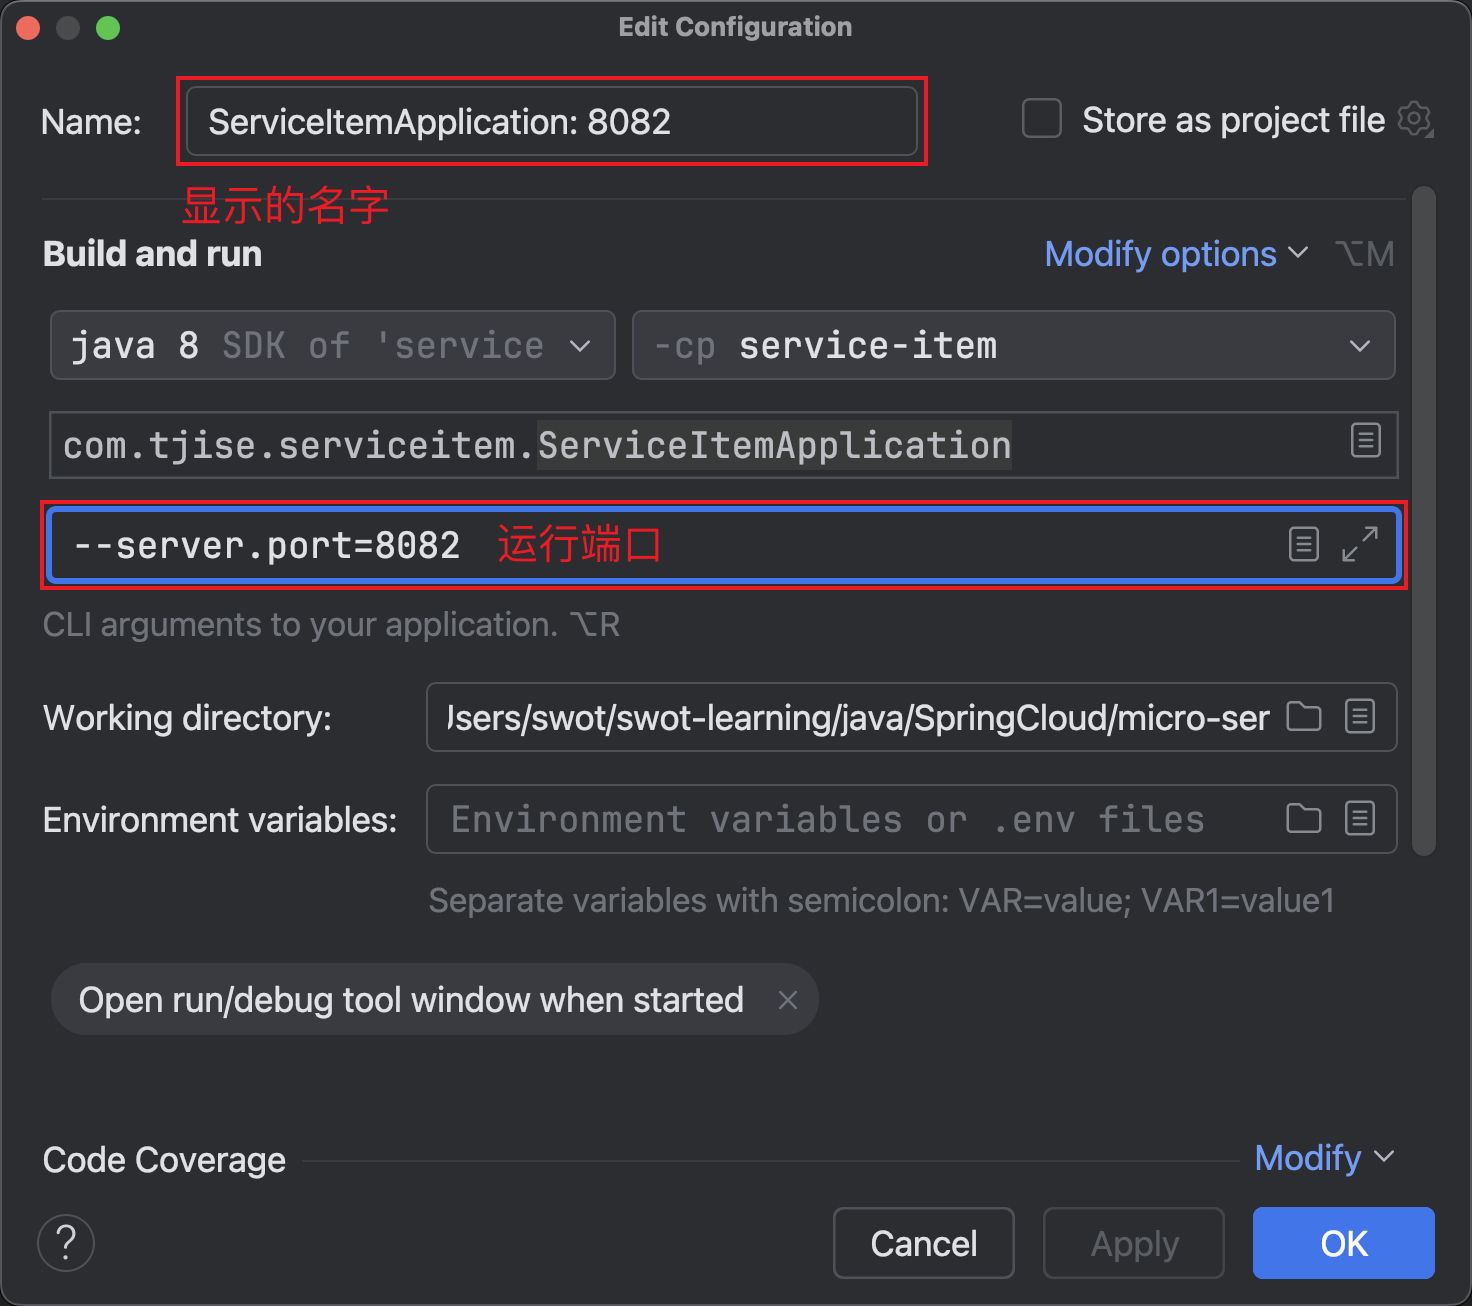 Edit Configuration
Name: ServiceItemApplication: 8082 Store as project file
显示的名字
Build and run Modify options ⌥M
java 8 SDK of 'service -cp service-item
com.tjise.serviceitem.ServiceItemApplication
--server.port=8082 运行端口
CLI arguments to your application. ⌥R
Working directory: Users/swot/swot-learning/java/SpringCloud/micro-ser
Environment variables: Environment variables or .env files
Separate variables with semicolon: VAR=value; VAR1=value1
Open run/debug tool window when started
Code Coverage Modify
? Cancel Apply OK